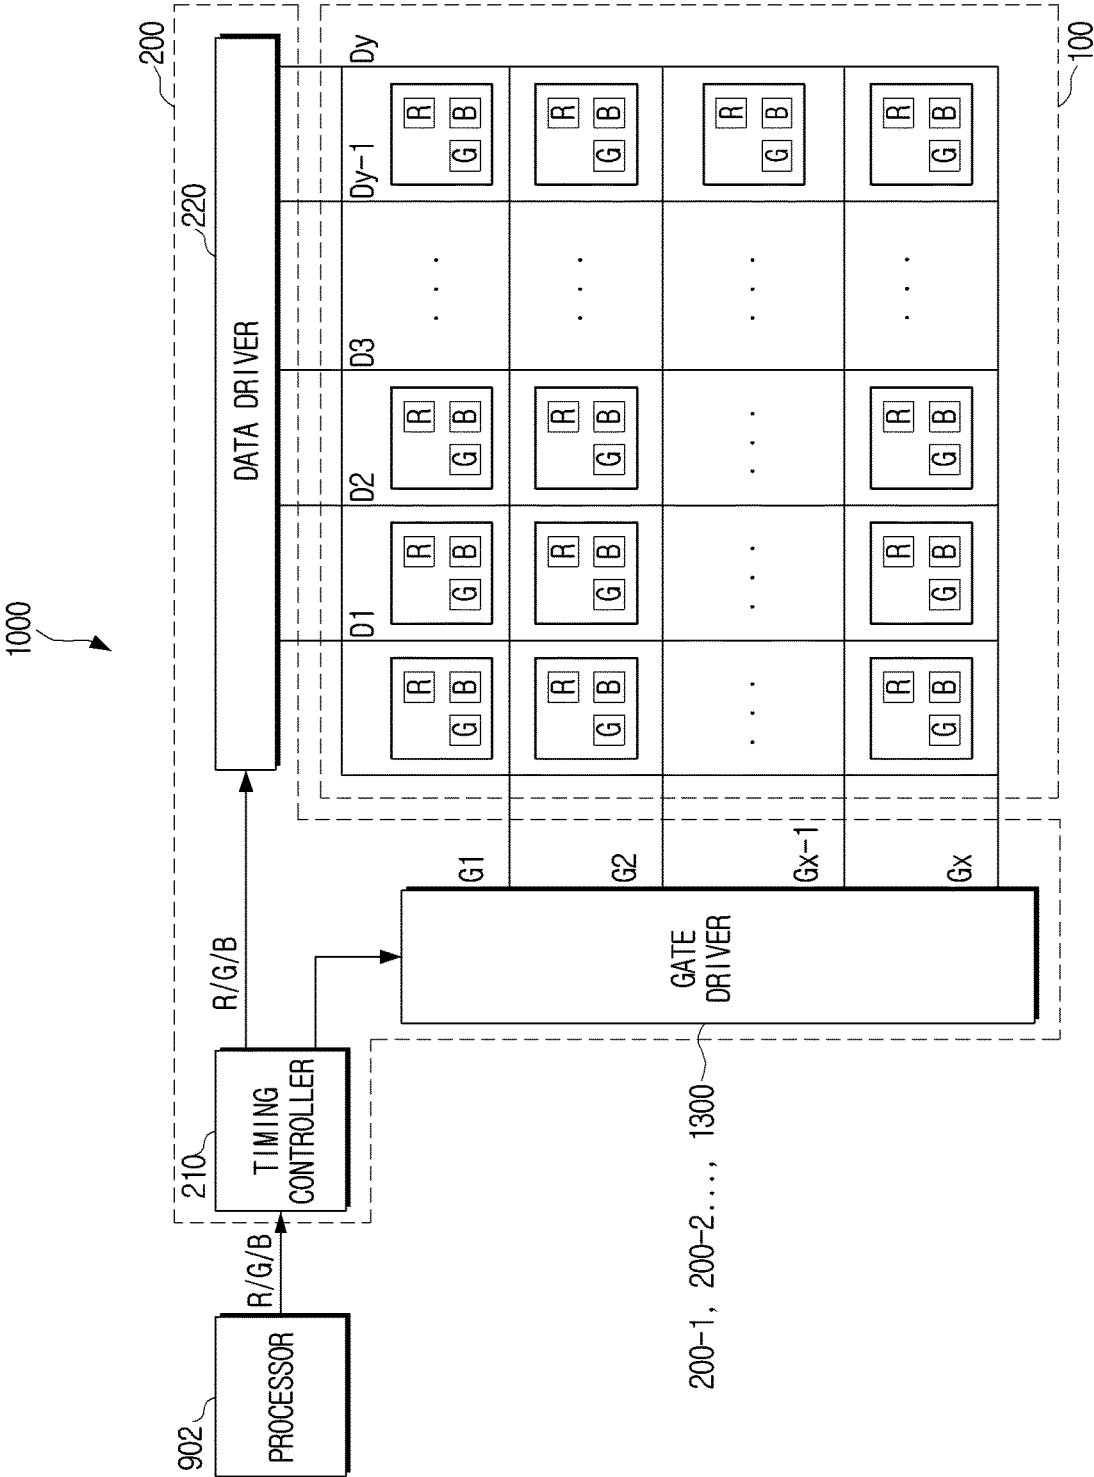 1000
200
902
210
220
R/G/B
R/G/B
PROCESSOR
TIMING
CONTROLLER
DATA DRIVER
D1 D2 D3 Dy-1 Dy
R R R R
G1 G B G B G B G B
R R R R
G2 G B G B G B G B
GATE
DRIVER
200-1, 200-2..., 1300
R
G B
Gx-1
R R R R
Gx G B G B G B G B
100